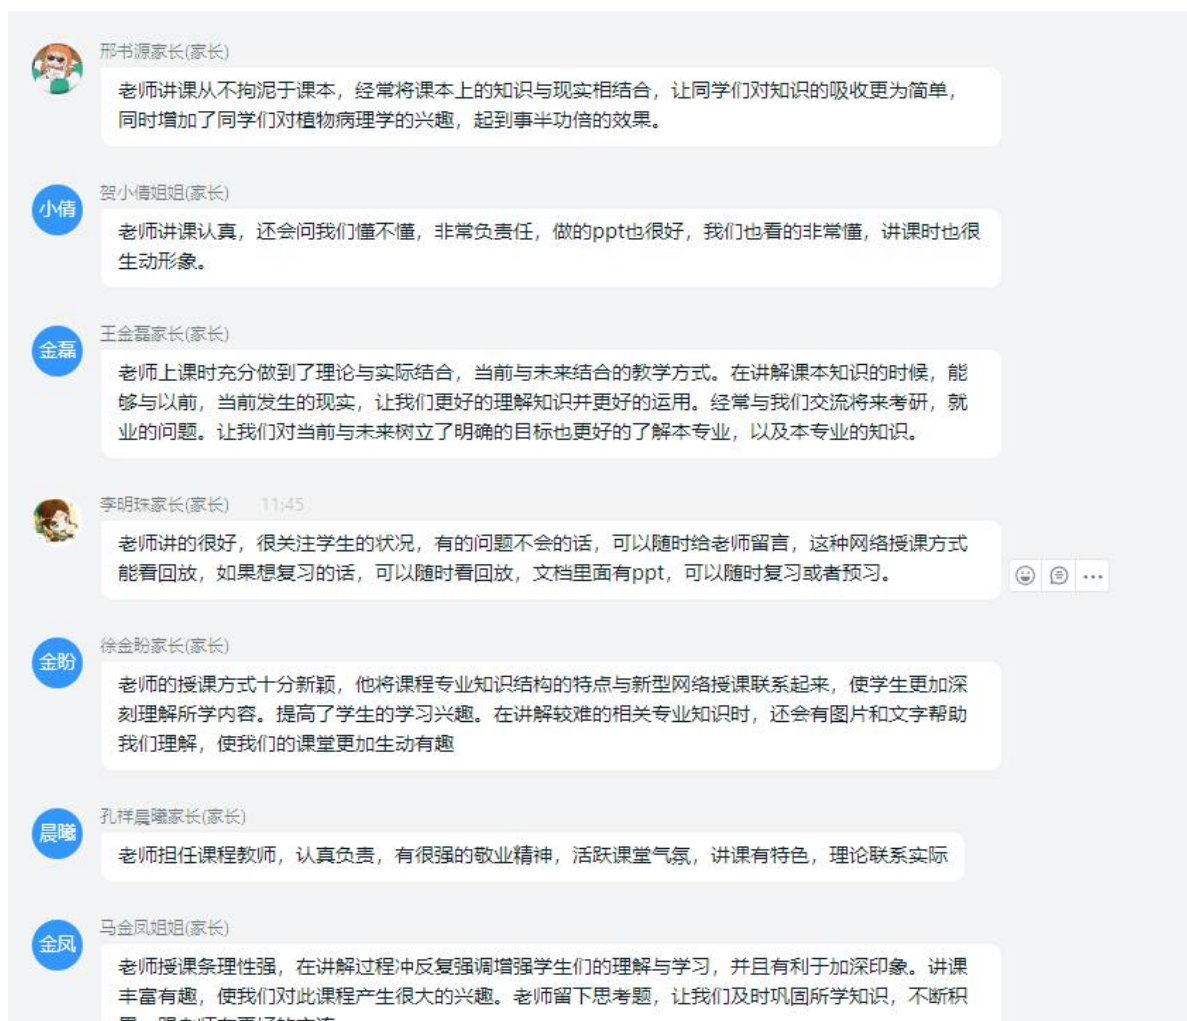 邢书源家长(家长)
老师讲课从不拘泥于课本，经常将课本上的知识与现实相结合，让同学们对知识的吸收更为简单，
同时增加了同学们对植物病理学的兴趣，起到事半功倍的效果。
小倩
贺小倩姐姐(家长)
老师讲课认真，还会问我们懂不懂，非常负责任，做的ppt也很好，我们也看的非常懂，讲课时也很
生动形象。
金磊
王金磊家长(家长)
老师上课时充分做到了理论与实际结合，当前与未来结合的教学方式。在讲解课本知识的时候，能
够与以前，当前发生的现实，让我们更好的理解知识并更好的运用。经常与我们交流将来考研，就
业的问题。让我们对当前与未来树立了明确的目标也更好的了解本专业，以及本专业的知识。
李明珠家长(家长) 11:45
老师讲的很好，很关注学生的状况，有的问题不会的话，可以随时给老师留言，这种网络授课方式
能看回放，如果想复习的话，可以随时看回放，文档里面有ppt，可以随时复习或者预习。
金盼
徐金盼家长(家长)
老师的授课方式十分新颖，他将课程专业知识结构的特点与新型网络授课联系起来，使学生更加深
刻理解所学内容。提高了学生的学习兴趣。在讲解较难的相关专业知识时，还会有图片和文字帮助
我们理解，使我们的课堂更加生动有趣
晨曦
孔祥晨曦家长(家长)
老师担任课程教师，认真负责，有很强的敬业精神，活跃课堂气氛，讲课有特色，理论联系实际
金凤
马金凤姐姐(家长)
老师授课条理性强，在讲解过程冲反复强调增强学生们的理解与学习，并且有利于加深印象。讲课
丰富有趣，使我们对此课程产生很大的兴趣。老师留下思考题，让我们及时巩固所学知识，不断积